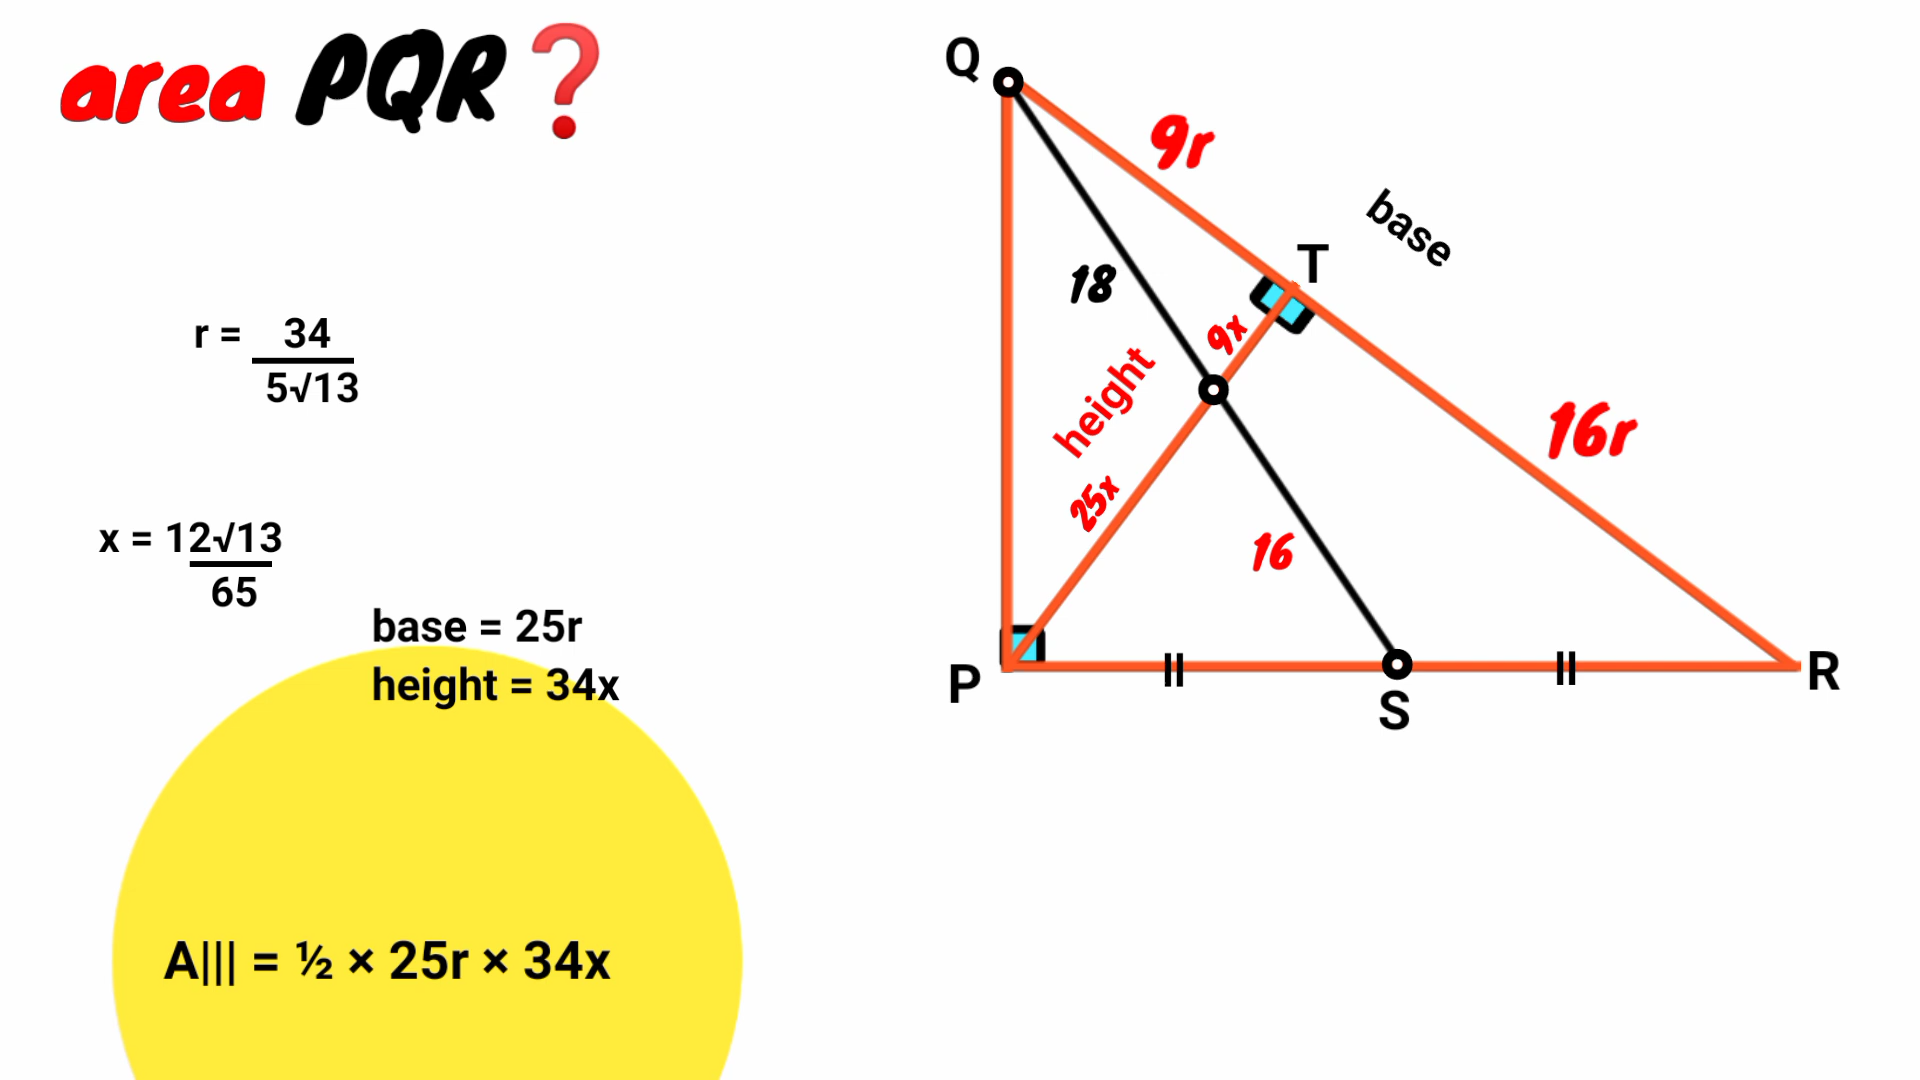 area PQR❓
r = 34
5√13
x = 12√13
65
base = 25r
height = 34x
A||| = ½ × 25r × 34x
Q
9r
base
T
18
9x
height
16r
25x
16
P
S
R